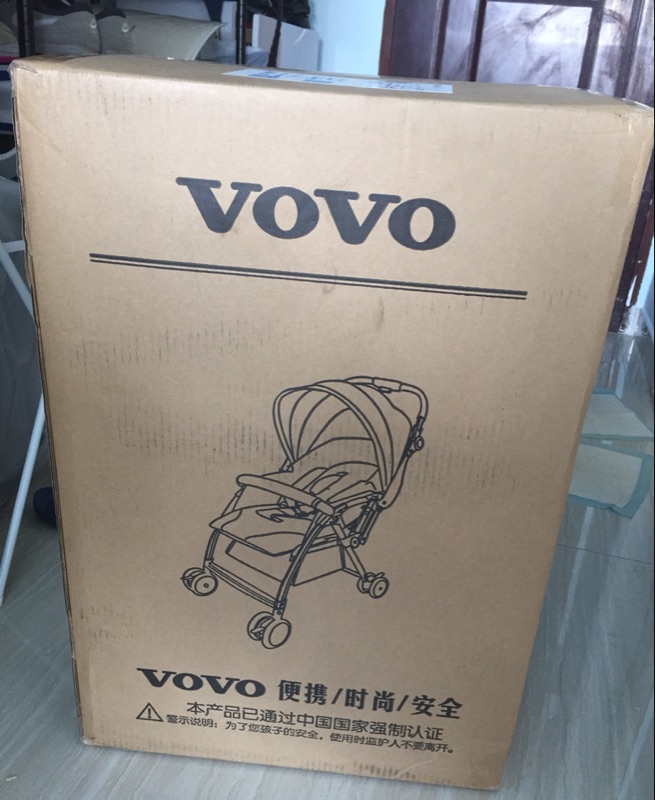 VOVO
VOVO 便携/时尚/安全
本产品已通过中国国家强制认证
警示说明：为了您孩子的安全，使用时监护人不要离开。